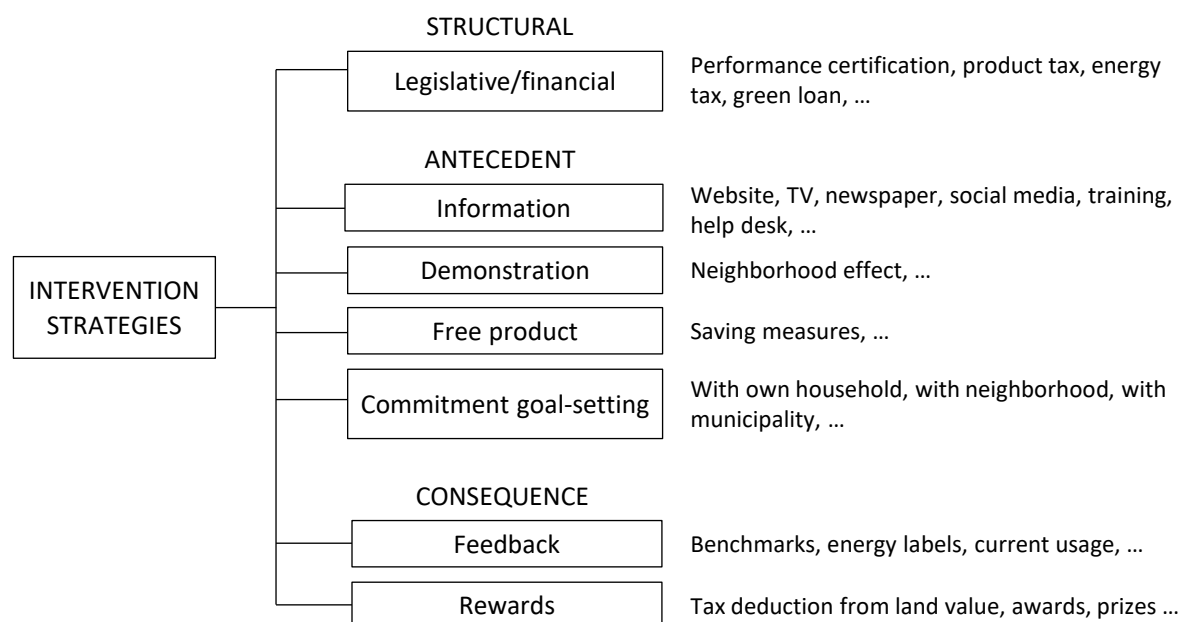 STRUCTURAL
Legislative/financial
Performance certification, product tax, energy
tax, green loan, …
ANTECEDENT
Information
Website, TV, newspaper, social media, training,
help desk, …
Demonstration
Neighborhood effect, …
INTERVENTION
STRATEGIES
Free product
Saving measures, …
Commitment goal-setting
With own household, with neighborhood, with
municipality, …
CONSEQUENCE
Feedback
Benchmarks, energy labels, current usage, …
Rewards
Tax deduction from land value, awards, prizes …